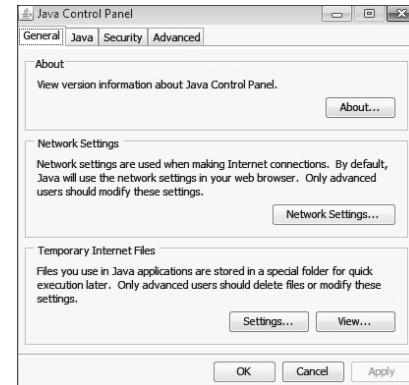 Java Control Panel
General Java Security Advanced
About
View version information about Java Control Panel.
About...
Network Settings
Network settings are used when making Internet connections. By default,
Java will use the network settings in your web browser. Only advanced
users should modify these settings.
Network Settings...
Temporary Internet Files
Files you use in Java applications are stored in a special folder for quick
execution later. Only advanced users should delete files or modify these
settings.
Settings... View...
OK Cancel Apply